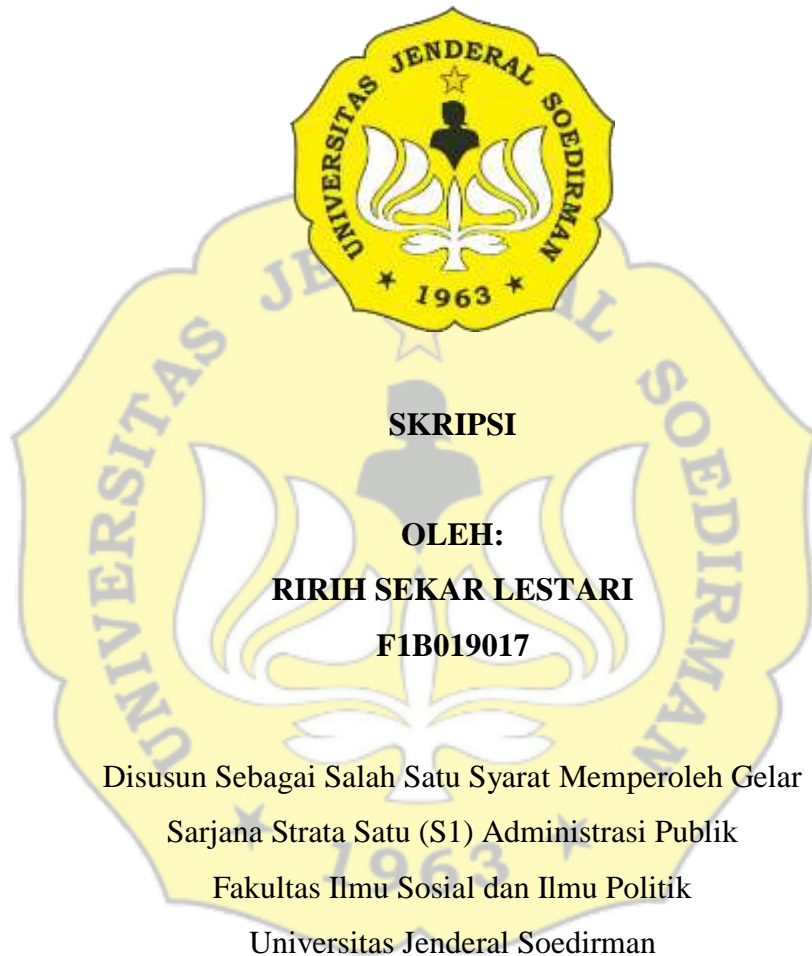 UNIVERSITAS JENDERAL SOEDIRMAN
★ 1963 ★
SKRIPSI
OLEH:
RIRIH SEKAR LESTARI
F1B019017
Disusun Sebagai Salah Satu Syarat Memperoleh Gelar
Sarjana Strata Satu (S1) Administrasi Publik
Fakultas Ilmu Sosial dan Ilmu Politik
Universitas Jenderal Soedirman